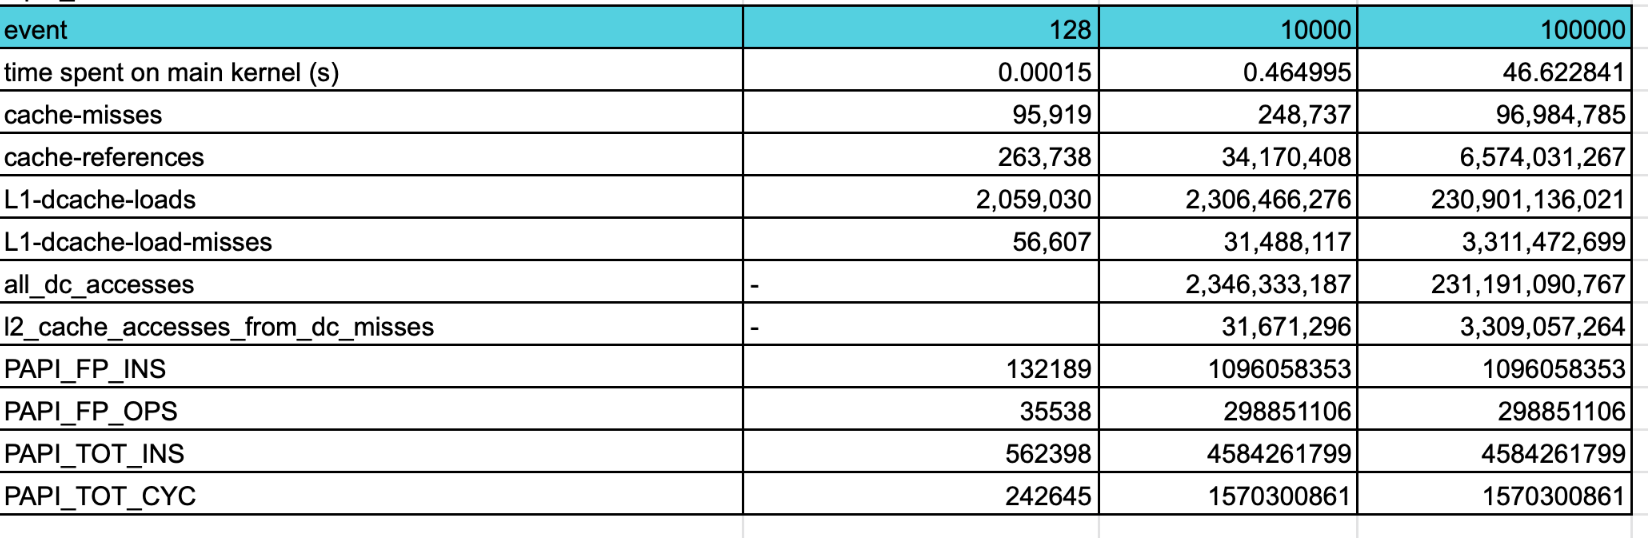 event 128 10000 100000
time spent on main kernel (s) 0.00015 0.464995 46.622841
cache-misses 95,919 248,737 96,984,785
cache-references 263,738 34,170,408 6,574,031,267
L1-dcache-loads 2,059,030 2,306,466,276 230,901,136,021
L1-dcache-load-misses 56,607 31,488,117 3,311,472,699
all_dc_accesses - 2,346,333,187 231,191,090,767
l2_cache_accesses_from_dc_misses - 31,671,296 3,309,057,264
PAPI_FP_INS 132189 1096058353 1096058353
PAPI_FP_OPS 35538 298851106 298851106
PAPI_TOT_INS 562398 4584261799 4584261799
PAPI_TOT_CYC 242645 1570300861 1570300861